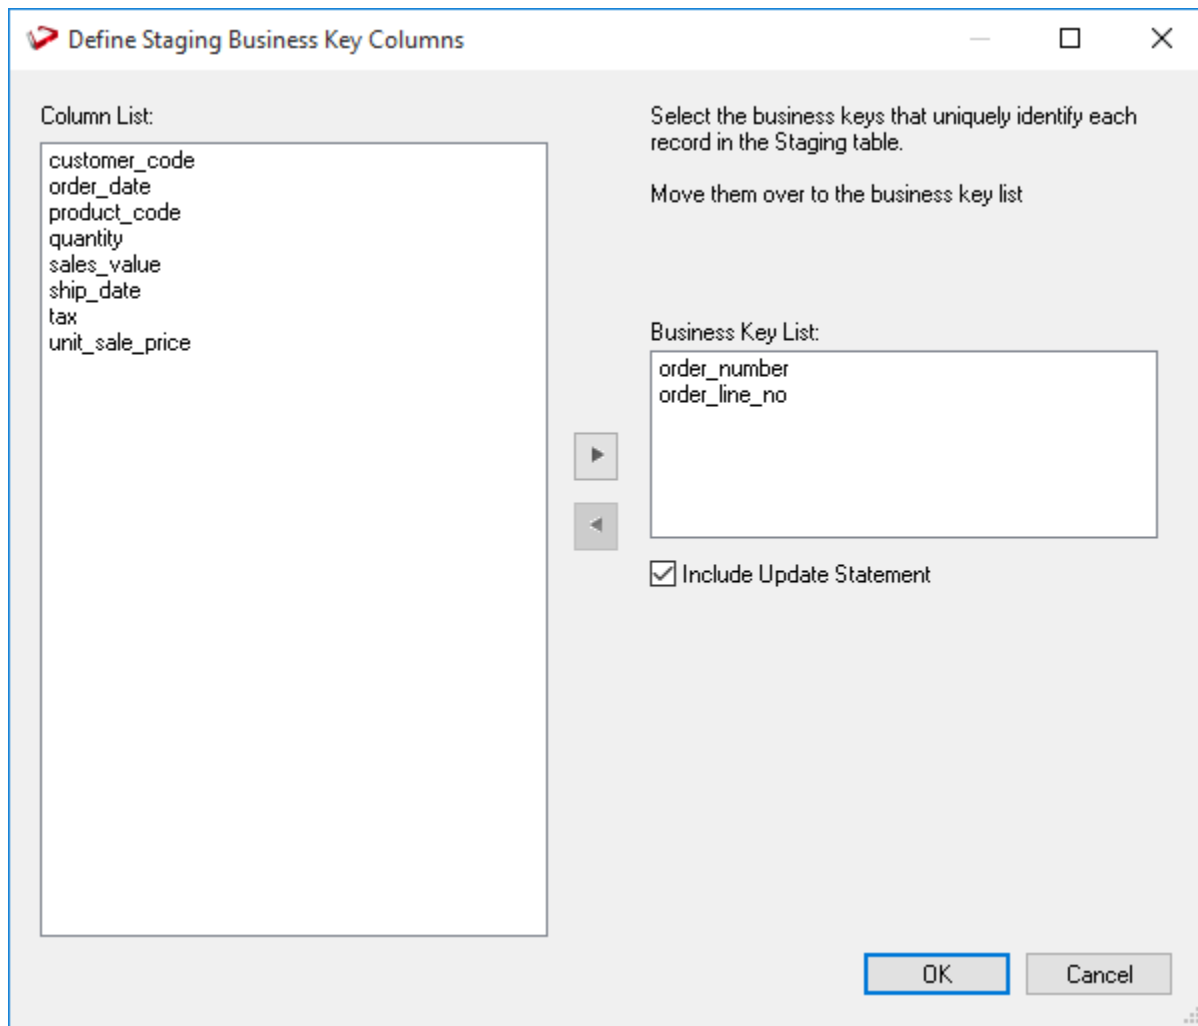 Define Staging Business Key Columns
Column List:
customer_code
order_date
product_code
quantity
sales_value
ship_date
tax
unit_sale_price
Select the business keys that uniquely identify each
record in the Staging table.
Move them over to the business key list
Business Key List:
order_number
order_line_no
Include Update Statement
OK
Cancel